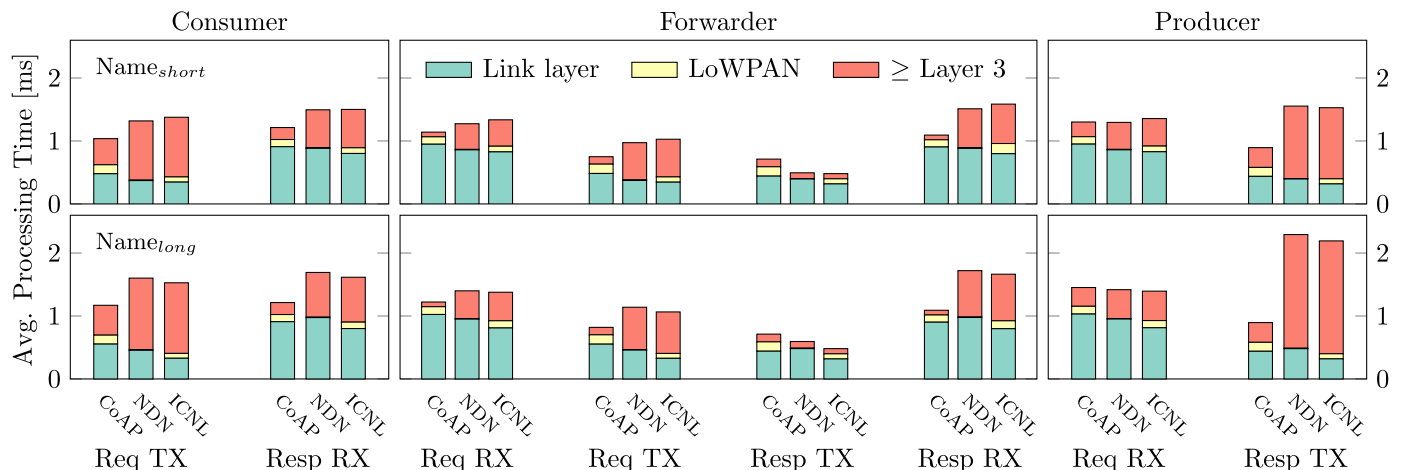 Consumer Forwarder Producer
Avg. Processing Time [ms]
Name_short
Link layer LoWPAN ≥ Layer 3
2 2
1 1
0 0
Name_long
2 2
1 1
0 0
CoAP NDN ICNL CoAP NDN ICNL CoAP NDN ICNL CoAP NDN ICNL CoAP NDN ICNL CoAP NDN ICNL CoAP NDN ICNL CoAP NDN ICNL
Req TX Resp RX Req RX Req TX Resp TX Resp RX Req RX Resp TX